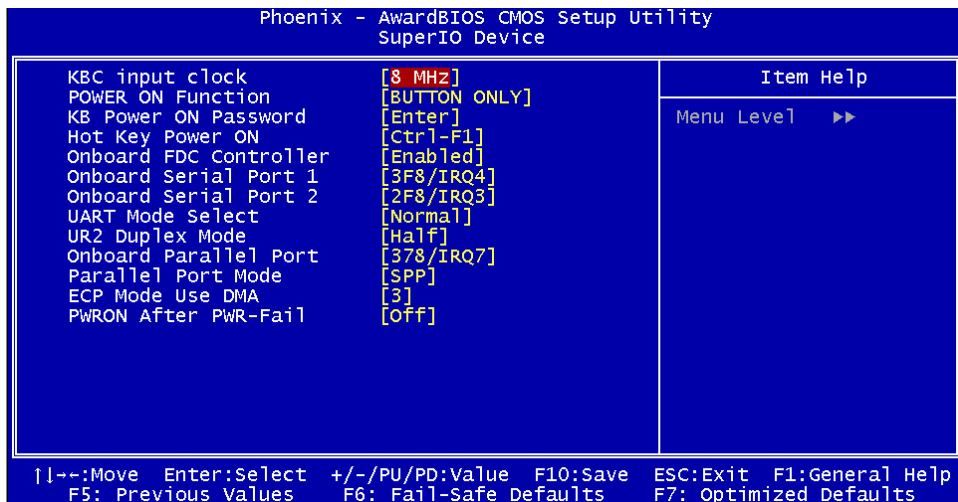 Phoenix - AwardBIOS CMOS Setup Utility
SuperIO Device
KBC input clock [8 MHz]
POWER ON Function [BUTTON ONLY]
KB Power ON Password [Enter]
Hot Key Power ON [Ctrl-F1]
Onboard FDC Controller [Enabled]
Onboard Serial Port 1 [3F8/IRQ4]
Onboard Serial Port 2 [2F8/IRQ3]
UART Mode Select [Normal]
UR2 Duplex Mode [Half]
Onboard Parallel Port [378/IRQ7]
Parallel Port Mode [SPP]
ECP Mode Use DMA [3]
PWRON After PWR-Fail [Off]
Item Help
Menu Level ▶▶
↑↓→←:Move Enter:Select +/-/PU/PD:Value F10:Save ESC:Exit F1:General Help
F5: Previous Values F6: Fail-Safe Defaults F7: Optimized Defaults